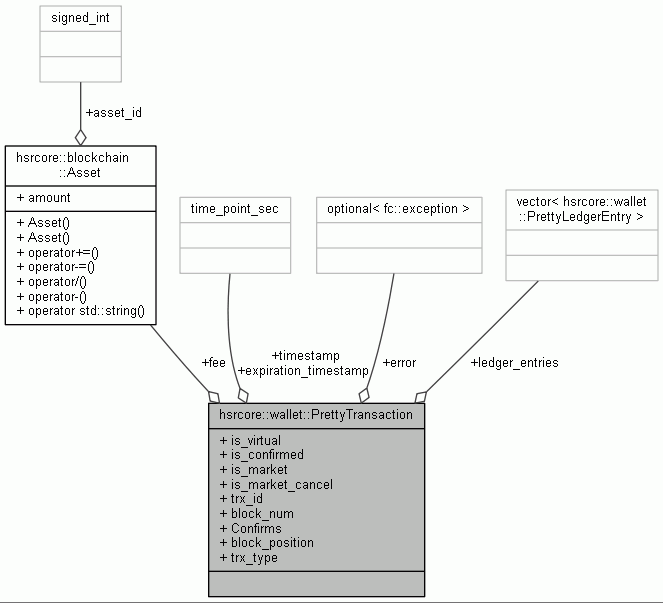 signed_int
+asset_id
hsrcore::blockchain
::Asset
+ amount
+ Asset()
+ Asset()
+ operator+=()
+ operator-=()
+ operator/()
+ operator-()
+ operator std::string()
time_point_sec
optional< fc::exception >
vector< hsrcore::wallet
::PrettyLedgerEntry >
+fee
+timestamp
+expiration_timestamp
+error
+ledger_entries
hsrcore::wallet::PrettyTransaction
+ is_virtual
+ is_confirmed
+ is_market
+ is_market_cancel
+ trx_id
+ block_num
+ Confirms
+ block_position
+ trx_type